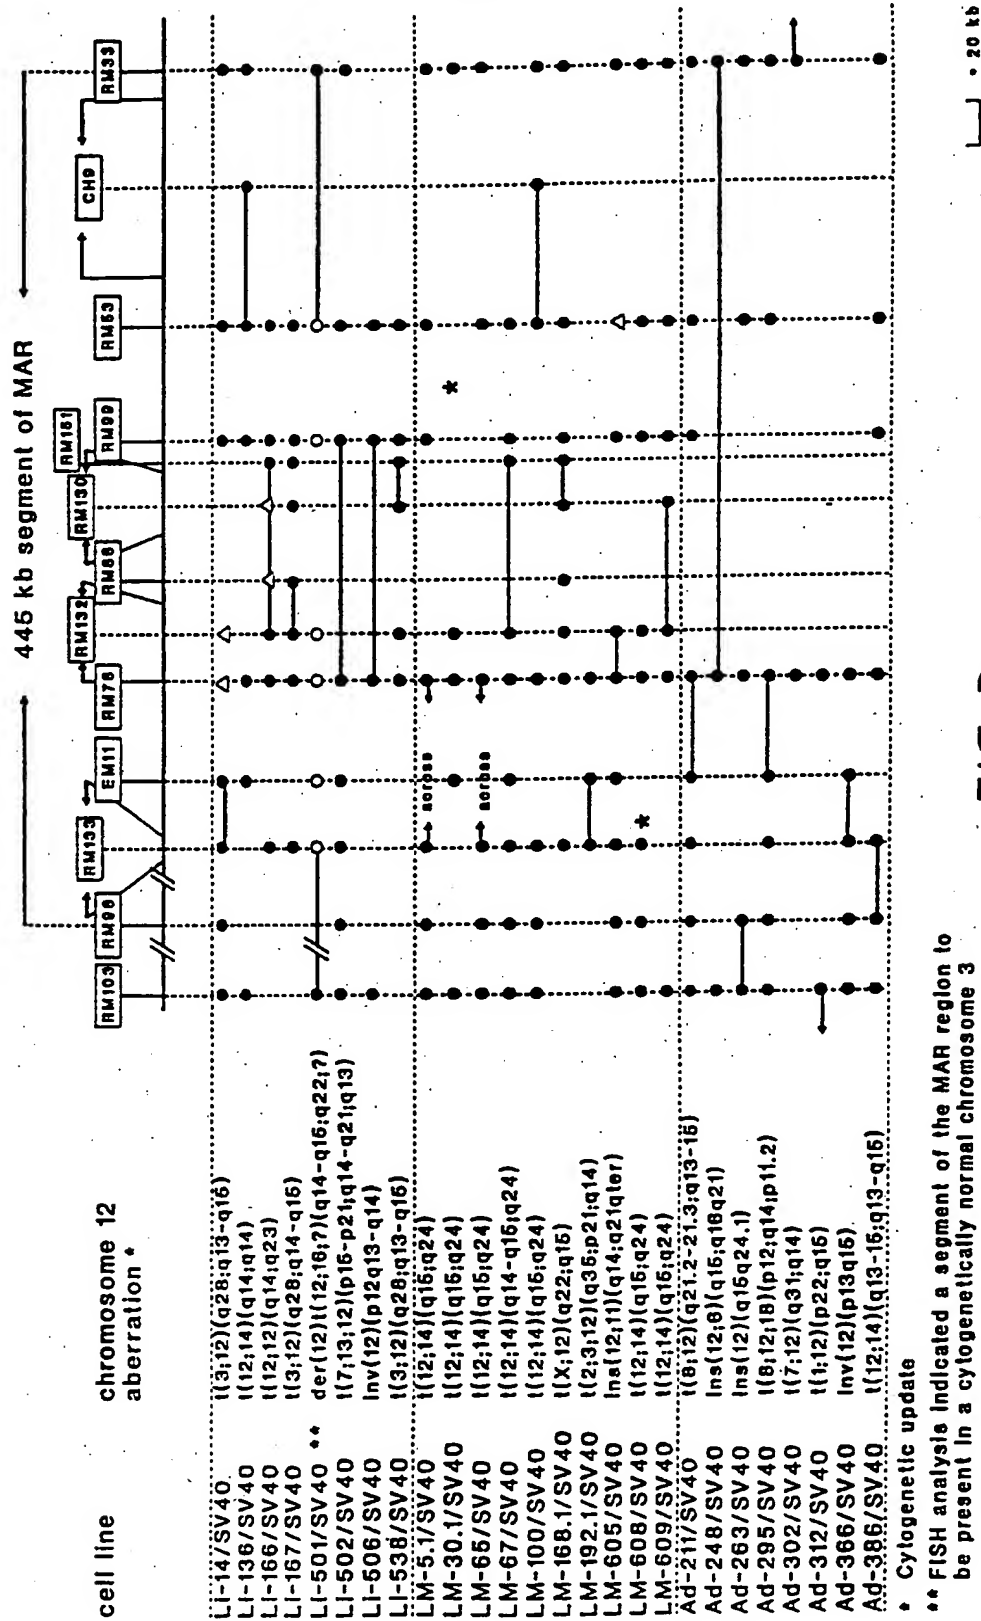 445 kb segment of MAR
RM103
RM96
RM133
EM11
RM76
RM132
RM86
RM130
RM151
RM99
RM53
CH9
RM33
cell line
chromosome 12
aberration *
Li-14/SV40 t(3;12)(q28;q13-q15)
Li-136/SV40 t(12;14)(q14;q14)
Li-166/SV40 t(12;12)(q14;q23)
Li-167/SV40 t(3;12)(q28;q14-q15)
Li-501/SV40 ** der(12)t(12;16;?)(q14-q15;q22;?)
Li-502/SV40 t(7;13;12)(p15-p21;q14-q21;q13)
Li-506/SV40 Inv(12)(p12q13-q14)
Li-538/SV40 t(3;12)(q28;q13-q15)
LM-5.1/SV40 t(12;14)(q15;q24)
LM-30.1/SV40 t(12;14)(q15;q24)
LM-65/SV40 t(12;14)(q15;q24)
LM-67/SV40 t(12;14)(q14-q15;q24)
LM-100/SV40 t(12;14)(q15;q24)
LM-168.1/SV40 t(X;12)(q22;q15)
LM-192.1/SV40 t(2;3;12)(q35;p21;q14)
LM-605/SV40 Ins(12;11)(q14;q21qter)
LM-608/SV40 t(12;14)(q15;q24)
LM-609/SV40 t(12;14)(q15;q24)
Ad-211/SV40 t(8;12)(q21.2-21.3;q13-15)
Ad-248/SV40 Ins(12;6)(q15;q16q21)
Ad-263/SV40 Ins(12)(q15q24.1)
Ad-295/SV40 t(8;12;18)(p12;q14;p11.2)
Ad-302/SV40 t(7;12)(q31;q14)
Ad-312/SV40 t(1;12)(p22;q15)
Ad-366/SV40 Inv(12)(p13q15)
Ad-386/SV40 t(12;14)(q13-15;q13-q15)
across
across
*
*
* Cytogenetic update
** FISH analysis indicated a segment of the MAR region to
be present in a cytogenetically normal chromosome 3
= 20 kb